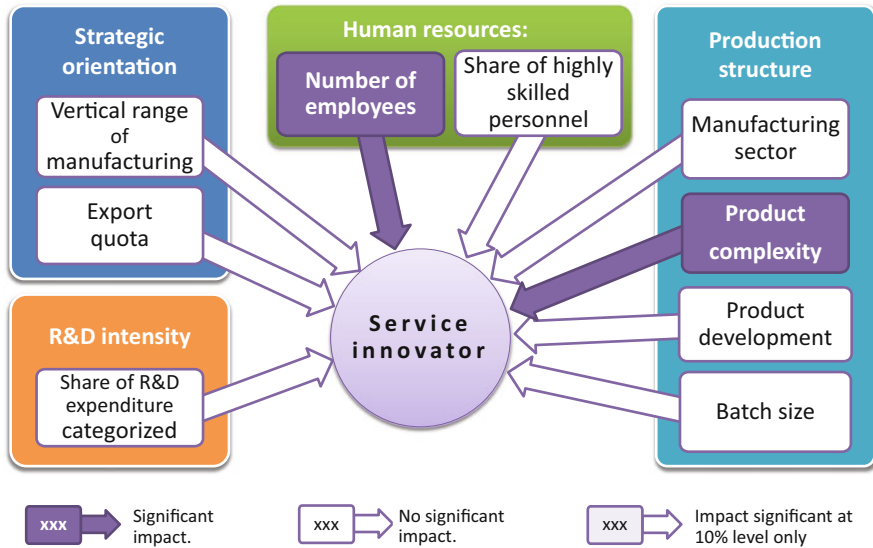 Strategic
orientation
Vertical range
of
manufacturing
Export
quota
R&D intensity
Share of R&D
expenditure
categorized
Human resources:
Number of
employees
Share of highly
skilled
personnel
Production
structure
Manufacturing
sector
Product
complexity
Product
development
Batch size
Service
innovator
xxx
Significant
impact.
xxx
No significant
impact.
xxx
Impact significant at
10% level only